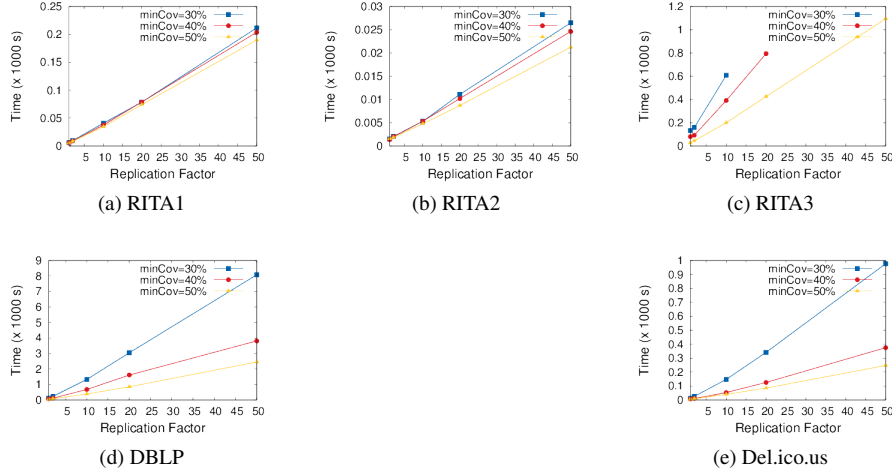 minCov=30%
minCov=40%
minCov=50%
Time (x 1000 s)
0.25
0.2
0.15
0.1
0.05
0
5 10 15 20 25 30 35 40 45 50
Replication Factor
(a) RITA1
minCov=30%
minCov=40%
minCov=50%
Time (x 1000 s)
0.03
0.025
0.02
0.015
0.01
0.005
0
5 10 15 20 25 30 35 40 45 50
Replication Factor
(b) RITA2
minCov=30%
minCov=40%
minCov=50%
Time (x 1000 s)
1.2
1
0.8
0.6
0.4
0.2
0
5 10 15 20 25 30 35 40 45 50
Replication Factor
(c) RITA3
minCov=30%
minCov=40%
minCov=50%
Time (x 1000 s)
9
8
7
6
5
4
3
2
1
0
5 10 15 20 25 30 35 40 45 50
Replication Factor
(d) DBLP
minCov=30%
minCov=40%
minCov=50%
Time (x 1000 s)
1
0.9
0.8
0.7
0.6
0.5
0.4
0.3
0.2
0.1
0
5 10 15 20 25 30 35 40 45 50
Replication Factor
(e) Del.ico.us